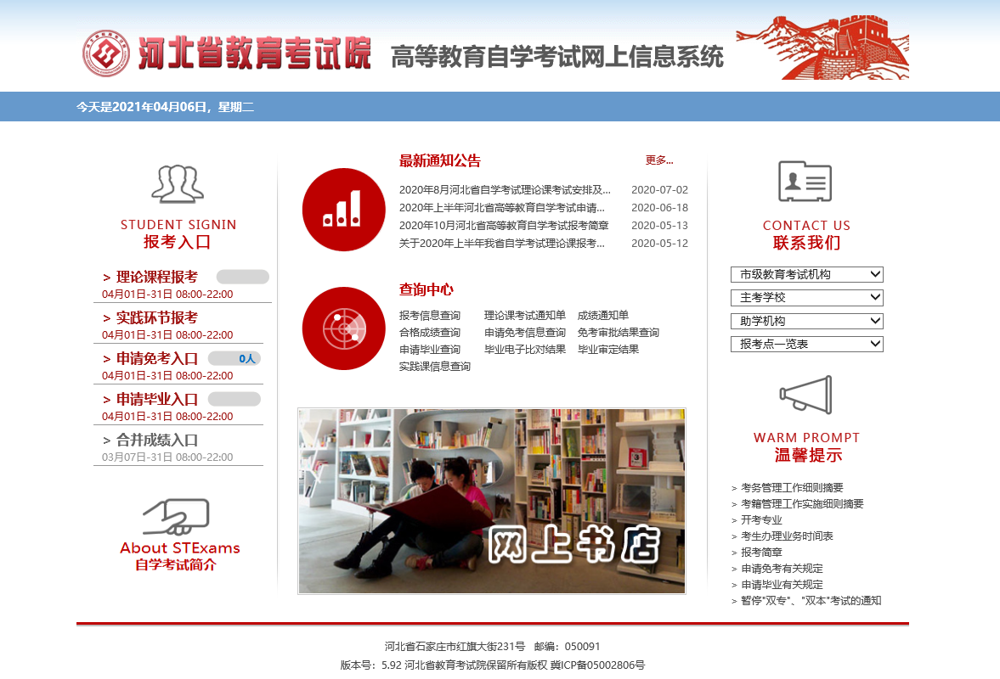 河北省教育考试院 高等教育自学考试网上信息系统
今天是2021年04月06日，星期二
STUDENT SIGNIN
报考入口
> 理论课程报考
04月01日-31日 08:00-22:00
> 实践环节报考
04月01日-31日 08:00-22:00
> 申请免考入口 0人
04月01日-31日 08:00-22:00
> 申请毕业入口
04月01日-31日 08:00-22:00
> 合并成绩入口
03月07日-31日 08:00-22:00
About STExams
自学考试简介
最新通知公告 更多...
2020年8月河北省自学考试理论课考试安排及... 2020-07-02
2020年上半年河北省高等教育自学考试申请... 2020-06-18
2020年10月河北省高等教育自学考试报考简章 2020-05-13
关于2020年上半年我省自学考试理论课报考... 2020-05-12
查询中心
报考信息查询 理论课考试通知单 成绩通知单
合格成绩查询 申请免考信息查询 免考审批结果查询
申请毕业查询 毕业电子比对结果 毕业审定结果
实践课信息查询
网上书店
CONTACT US
联系我们
市级教育考试机构
主考学校
助学机构
报考点一览表
WARM PROMPT
温馨提示
> 考务管理工作细则摘要
> 考籍管理工作实施细则摘要
> 开考专业
> 考生办理业务时间表
> 报考简章
> 申请免考有关规定
> 申请毕业有关规定
> 暂停"双专"、"双本"考试的通知
河北省石家庄市红旗大街231号 邮编：050091
版本号：5.92 河北省教育考试院保留所有版权 冀ICP备05002806号